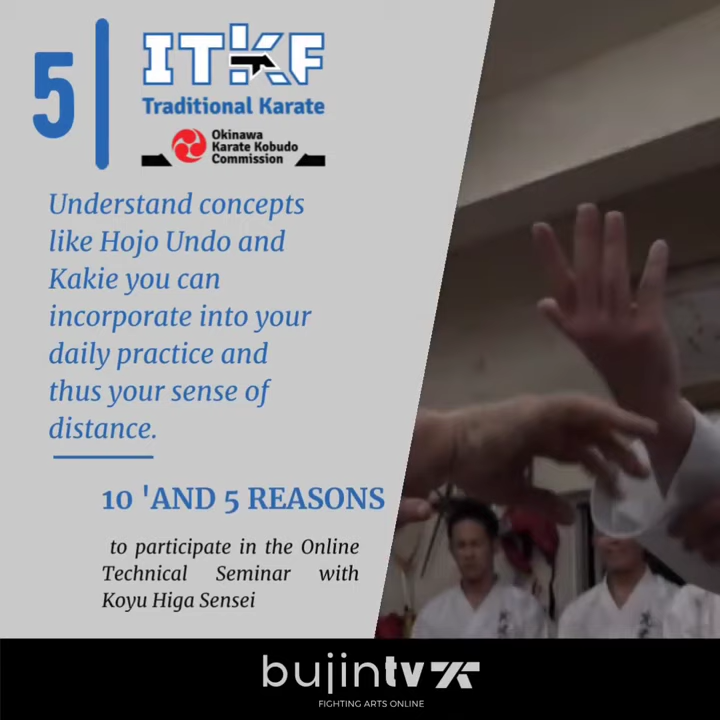 5
ITKF
Traditional Karate
Okinawa
Karate Kobudo
Commission
Understand concepts
like Hojo Undo and
Kakie you can
incorporate into your
daily practice and
thus your sense of
distance.
10 'AND 5 REASONS
to participate in the Online
Technical Seminar with
Koyu Higa Sensei
bujintv
FIGHTING ARTS ONLINE